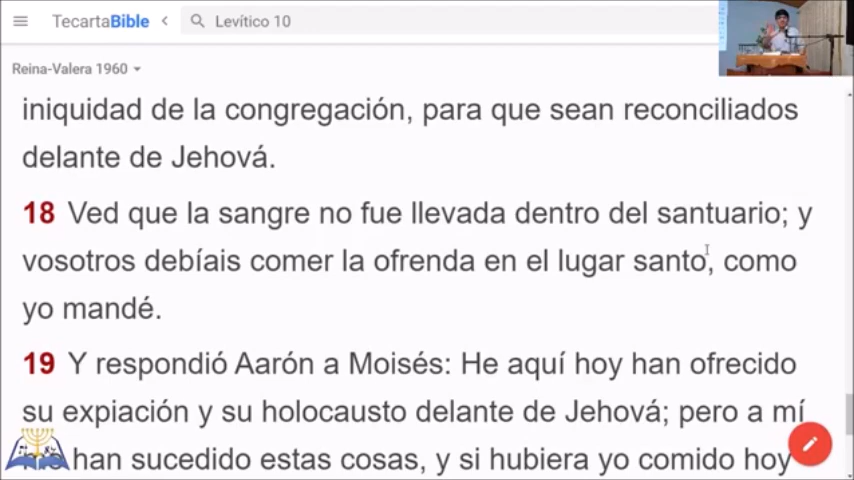 TecartaBible
Levítico 10
Reina-Valera 1960
iniquidad de la congregación, para que sean reconciliados
delante de Jehová.
18 Ved que la sangre no fue llevada dentro del santuario; y
vosotros debíais comer la ofrenda en el lugar santo, como
yo mandé.
19 Y respondió Aarón a Moisés: He aquí hoy han ofrecido
su expiación y su holocausto delante de Jehová; pero a mí
han sucedido estas cosas, y si hubiera yo comido hoy